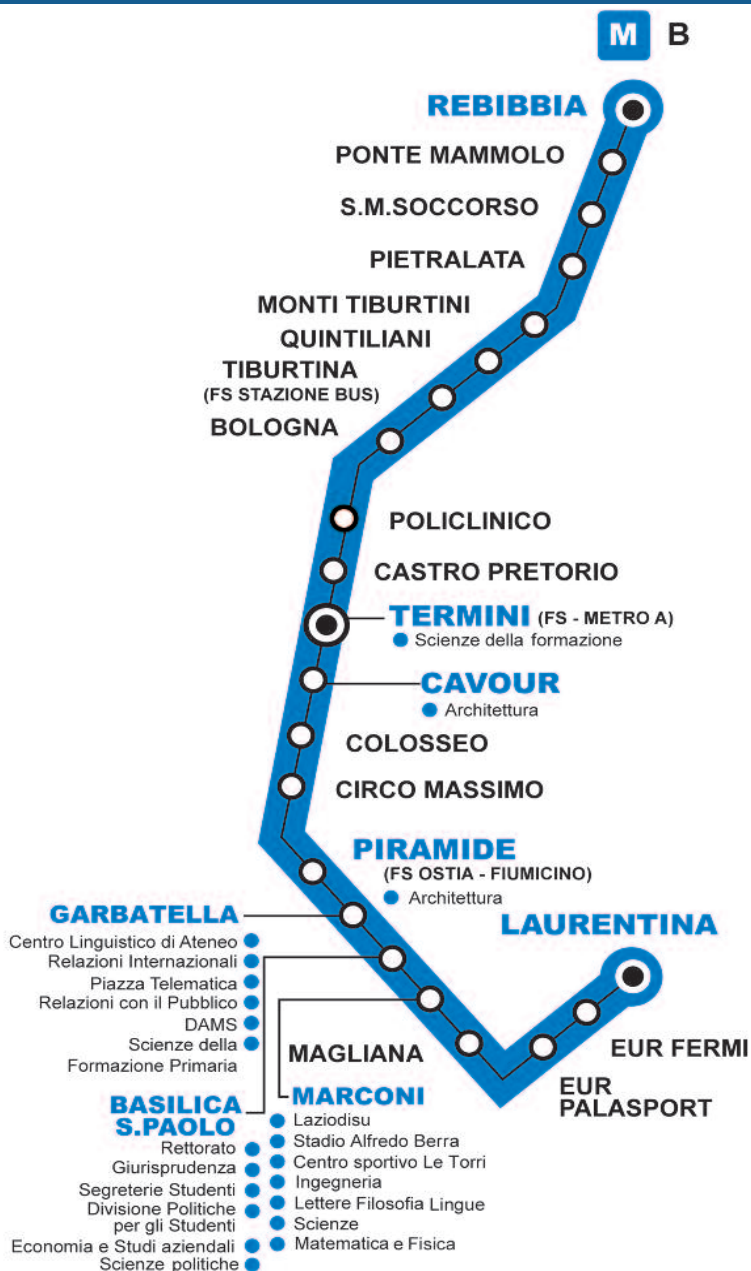 M B
REBIBBIA
PONTE MAMMOLO
S.M.SOCCORSO
PIETRALATA
MONTI TIBURTINI
QUINTILIANI
TIBURTINA
(FS STAZIONE BUS)
BOLOGNA
POLICLINICO
CASTRO PRETORIO
TERMINI (FS - METRO A)
Scienze della formazione
CAVOUR
Architettura
COLOSSEO
CIRCO MASSIMO
PIRAMIDE
(FS OSTIA - FIUMICINO)
Architettura
GARBATELLA
Centro Linguistico di Ateneo
Relazioni Internazionali
Piazza Telematica
Relazioni con il Pubblico
DAMS
Scienze della
Formazione Primaria
LAURENTINA
EUR FERMI
EUR
PALASPORT
MAGLIANA
MARCONI
Laziodisu
Stadio Alfredo Berra
Centro sportivo Le Torri
Ingegneria
Lettere Filosofia Lingue
Scienze
Matematica e Fisica
BASILICA
S.PAOLO
Rettorato
Giurisprudenza
Segreterie Studenti
Divisione Politiche
per gli Studenti
Economia e Studi aziendali
Scienze politiche